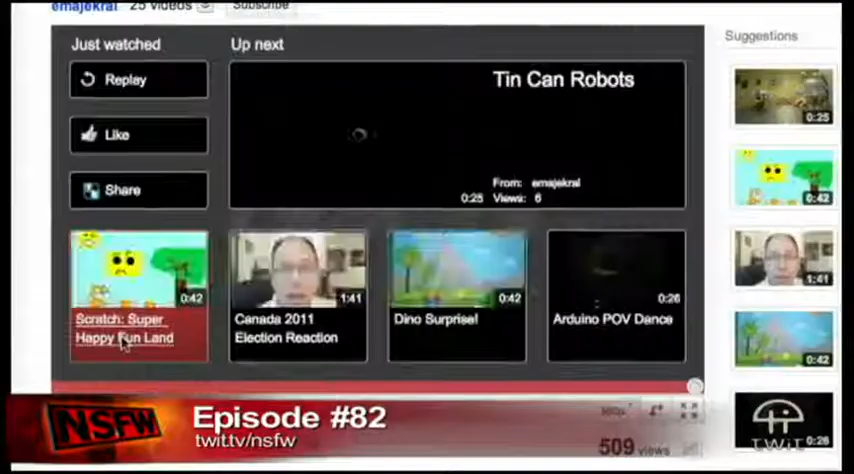 emajekral 25 videos Subscribe
Just watched
Up next
Suggestions
Replay
Like
Share
Tin Can Robots
From: emajekral
0:25 Views: 6
0:25
0:42
1:41
0:42
0:26
0:42
Scratch: Super
Happy Fun Land
1:41
Canada 2011
Election Reaction
0:42
Dino Surprise!
0:26
Arduino POV Dance
NSFW
Episode #82
twit.tv/nsfw
509 views
TWiT